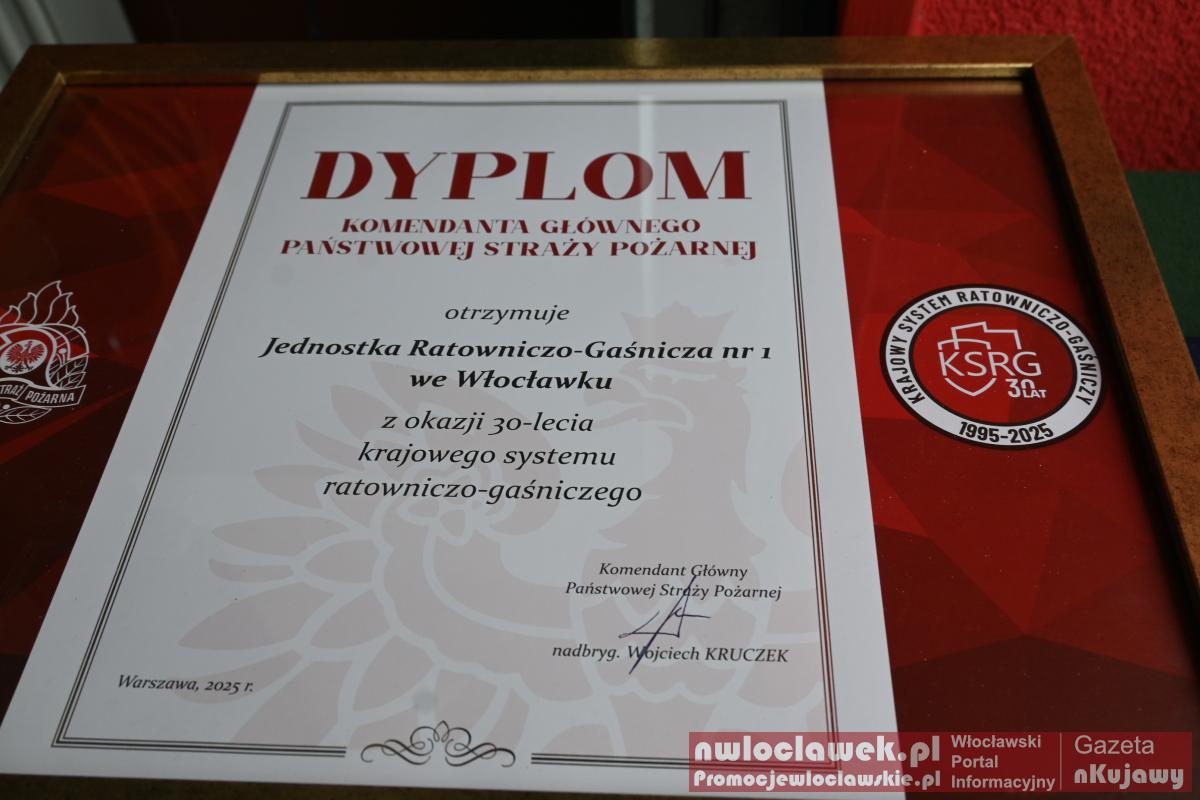 DYPLOM
KOMENDANTA GŁÓWNEGO
PAŃSTWOWEJ STRAŻY POŻARNEJ
otrzymuje
Jednostka Ratowniczo-Gaśnicza nr 1
we Włocławku
z okazji 30-lecia
krajowego systemu
ratowniczo-gaśniczego
Komendant Główny
Państwowej Straży Pożarnej
nadbryg. Wojciech KRUCZEK
Warszawa, 2025 r.
STRAŻ POŻARNA
KRAJOWY SYSTEM RATOWNICZO-GAŚNICZY
KSRG
30 LAT
1995-2025
nwloclawek.pl
Promocjewloclawskie.pl
Włocławski
Portal
Informacyjny
Gazeta
nKujawy